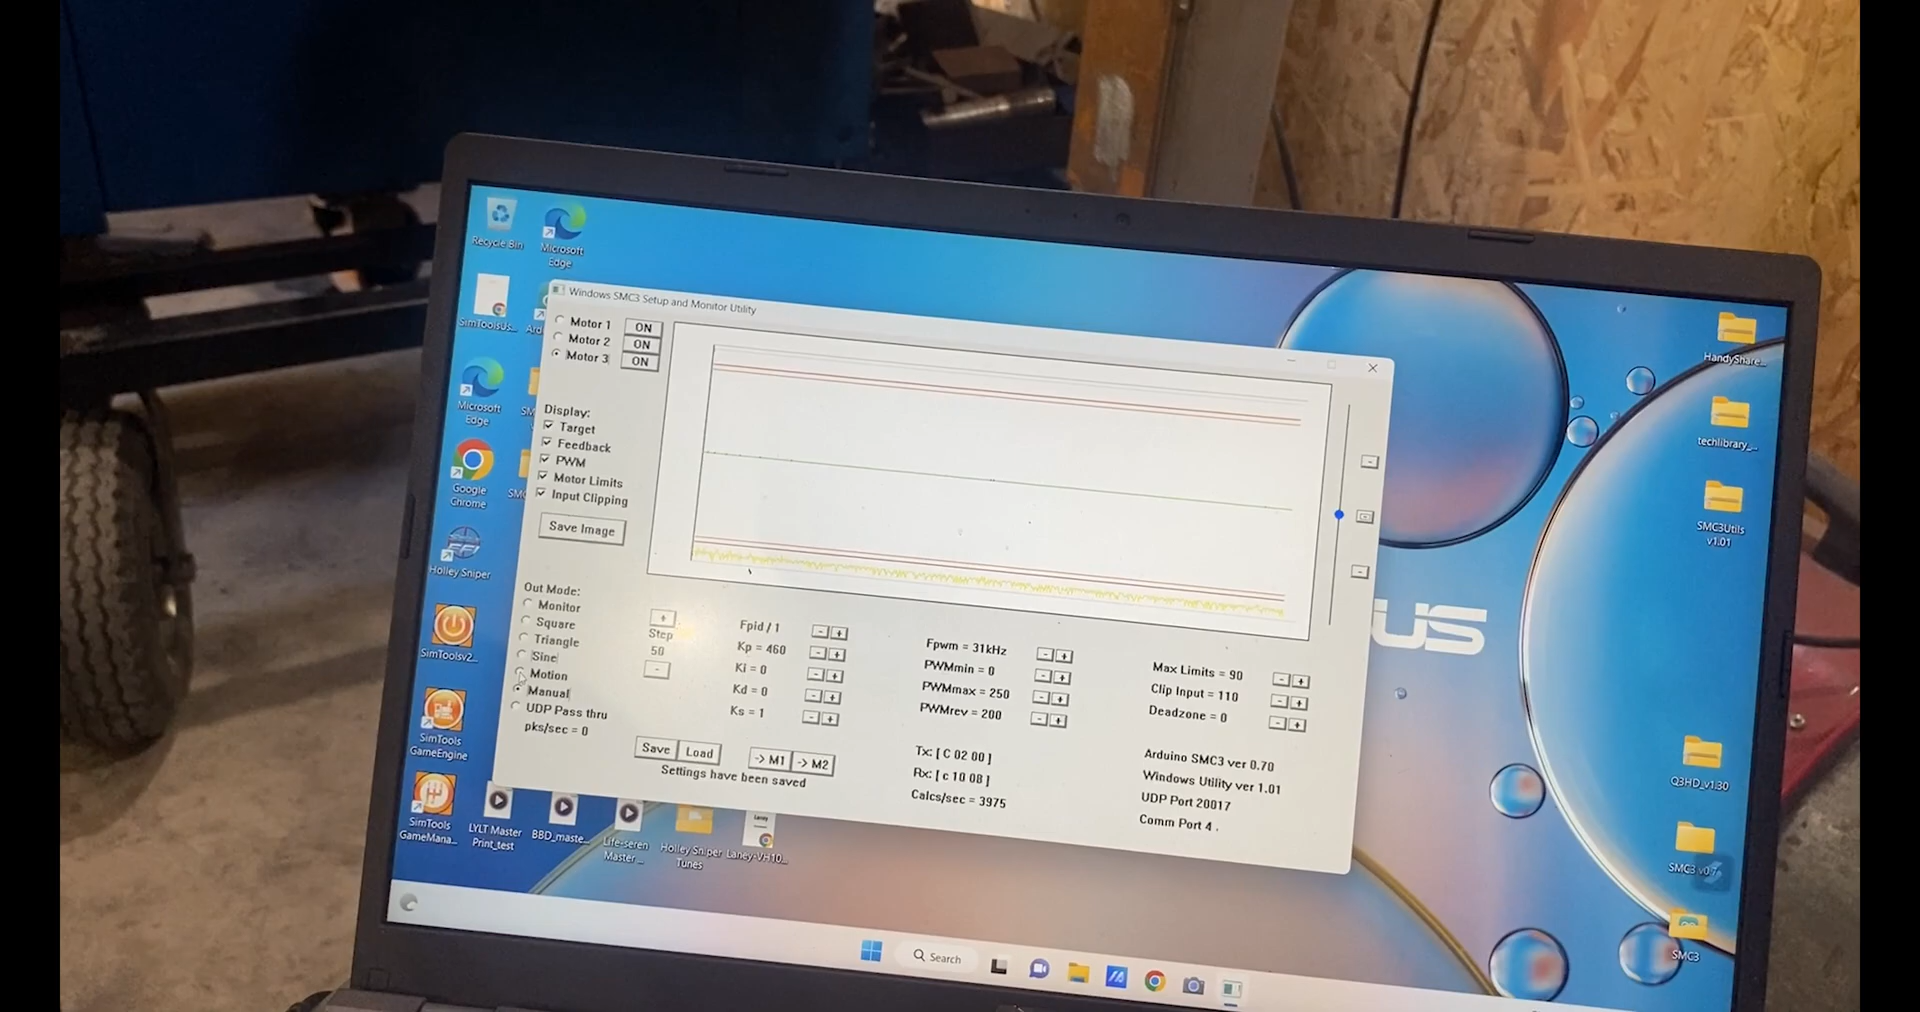 Recycle Bin
Microsoft
Edge
SimToolsUs...
Microsoft
Edge
Google
Chrome
Holley Sniper
SimToolsv2...
SimTools
GameEngine
SimTools
GameMana...
LYLT Master
Print_test
BBD_maste...
Life-seren
Master ...
Holley Sniper
Tunes
Laney-VH10...
Windows SMC3 Setup and Monitor Utility
Motor 1 ON
Motor 2 ON
Motor 3 ON
Display:
Target
Feedback
PWM
Motor Limits
Input Clipping
Save Image
Out Mode:
Monitor
Square
Triangle
Sine
Motion
Manual
UDP Pass thru
pks/sec = 0
+
Step
50
-
Fpid / 1 - +
Kp = 460 - +
Ki = 0 - +
Kd = 0 - +
Ks = 1 - +
Save Load -> M1 -> M2
Settings have been saved
Fpwm = 31kHz - +
PWMmin = 0 - +
PWMmax = 250 - +
PWMrev = 200 - +
Tx: [ C 02 00 ]
Rx: [ c 10 08 ]
Calcs/sec = 3975
Max Limits = 90 - +
Clip Input = 110 - +
Deadzone = 0 - +
Arduino SMC3 ver 0.70
Windows Utility ver 1.01
UDP Port 20017
Comm Port 4 .
US
HandyShare...
techlibrary_...
SMC3Utils
v1.01
Q3HD_v1.30
SMC3 v0.7
SMC3
Search